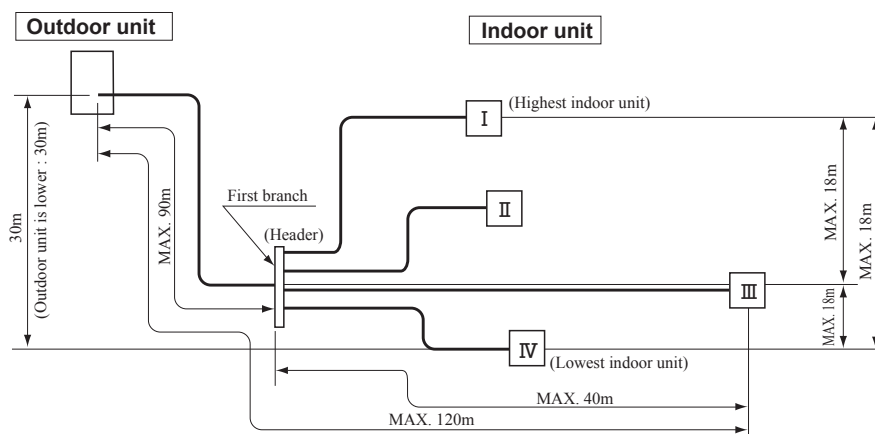 Outdoor unit
Indoor unit
I
(Highest indoor unit)
30m
(Outdoor unit is lower : 30m)
MAX. 90m
First branch
(Header)
II
MAX. 18m
MAX. 18m
III
MAX. 18m
IV
(Lowest indoor unit)
MAX. 40m
MAX. 120m